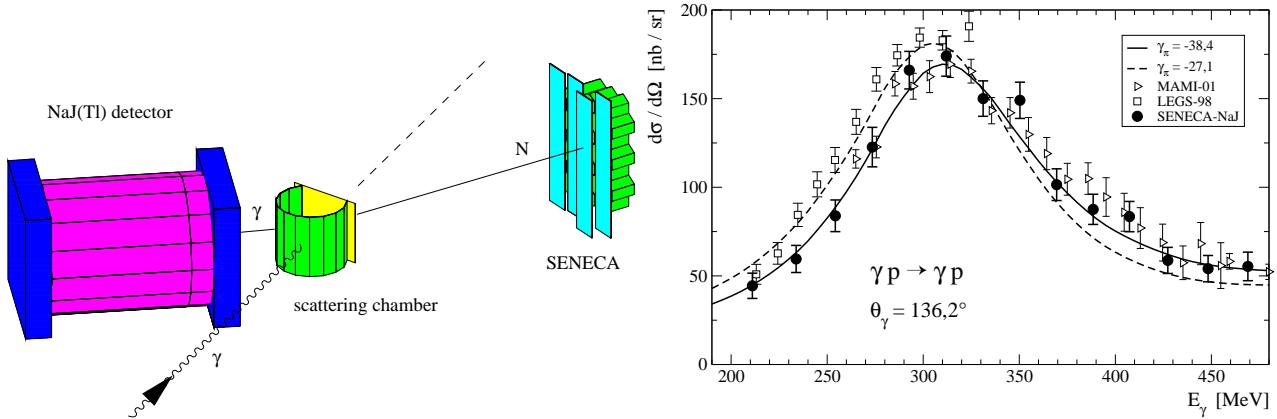 NaJ(Tl) detector
γ
N
SENECA
scattering chamber
γ
dσ / dΩ [nb / sr]
200
150
100
50
0
γπ = -38,4
γπ = -27,1
MAMI-01
LEGS-98
SENECA-NaJ
γ p → γ p
θγ = 136,2°
200 250 300 350 400 450
Eγ [MeV]